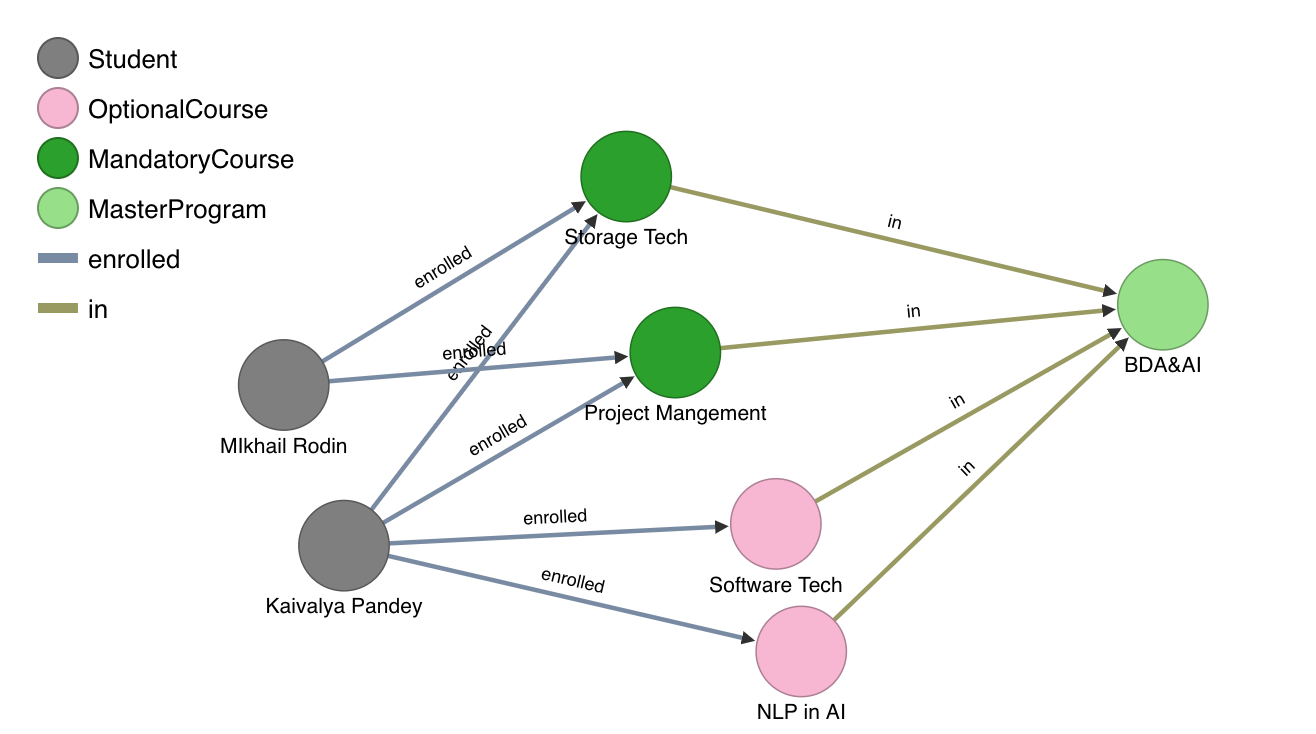 Student
OptionalCourse
MandatoryCourse
MasterProgram
enrolled
in
Storage Tech
in
enrolled
enrolled
enrolled
in
BDA&AI
Project Mangement
MIkhail Rodin
enrolled
in
in
enrolled
Software Tech
enrolled
Kaivalya Pandey
NLP in AI